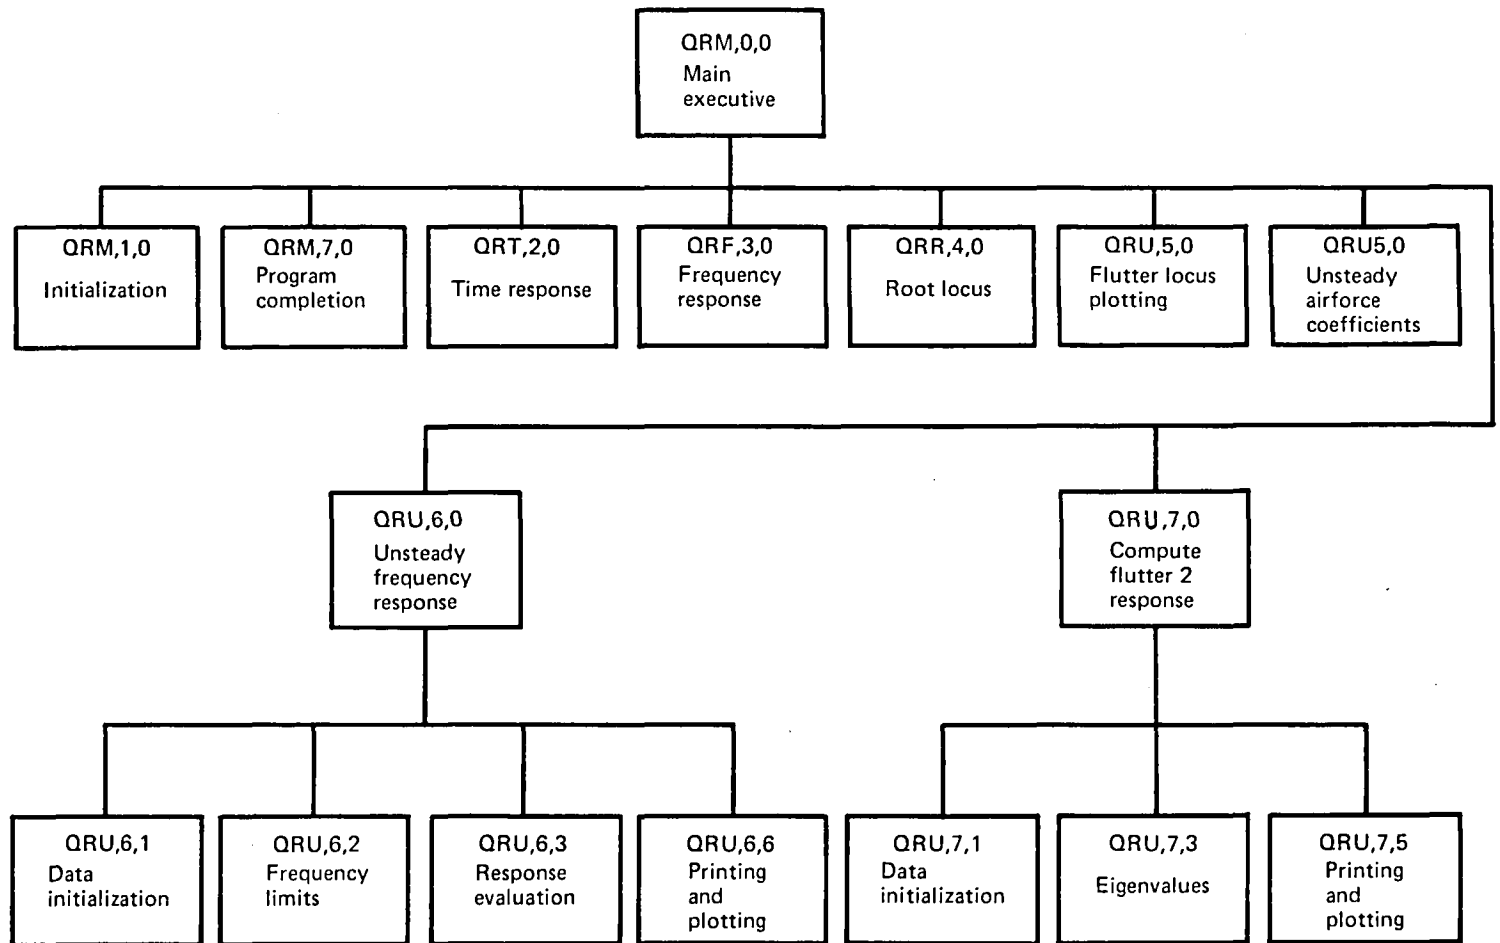 QRM,0,0
Main
executive
QRM,1,0
Initialization
QRM,7,0
Program
completion
QRT,2,0
Time response
QRF,3,0
Frequency
response
QRR,4,0
Root locus
QRU,5,0
Flutter locus
plotting
QRU5,0
Unsteady
airforce
coefficients
QRU,6,0
Unsteady
frequency
response
QRU,7,0
Compute
flutter 2
response
QRU,6,1
Data
initialization
QRU,6,2
Frequency
limits
QRU,6,3
Response
evaluation
QRU,6,6
Printing
and
plotting
QRU,7,1
Data
initialization
QRU,7,3
Eigenvalues
QRU,7,5
Printing
and
plotting